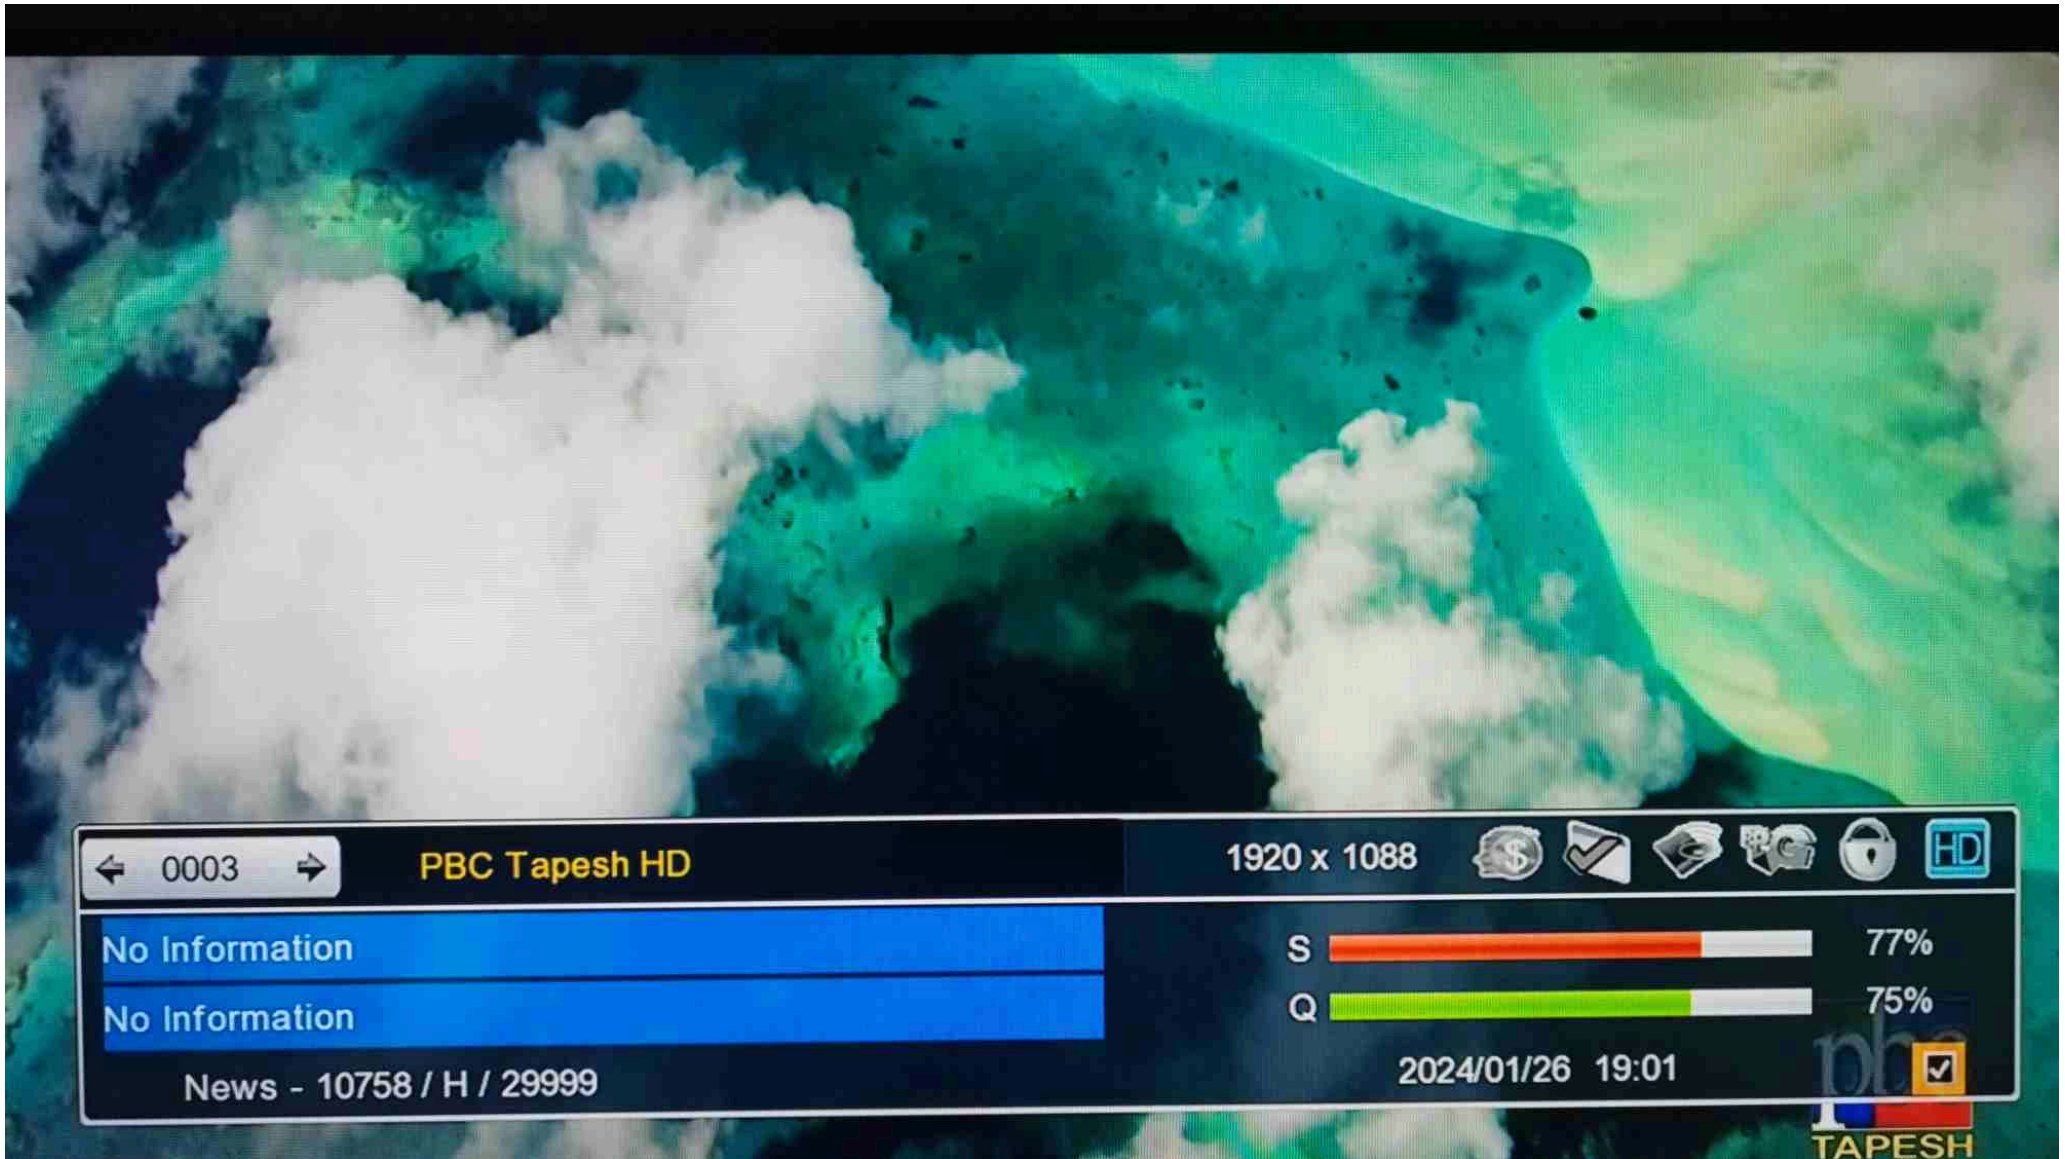 0003
PBC Tapesh HD
1920 x 1088
$
HD
No Information
S 77%
No Information
Q 75%
News - 10758 / H / 29999
2024/01/26 19:01
pbc
TAPESH